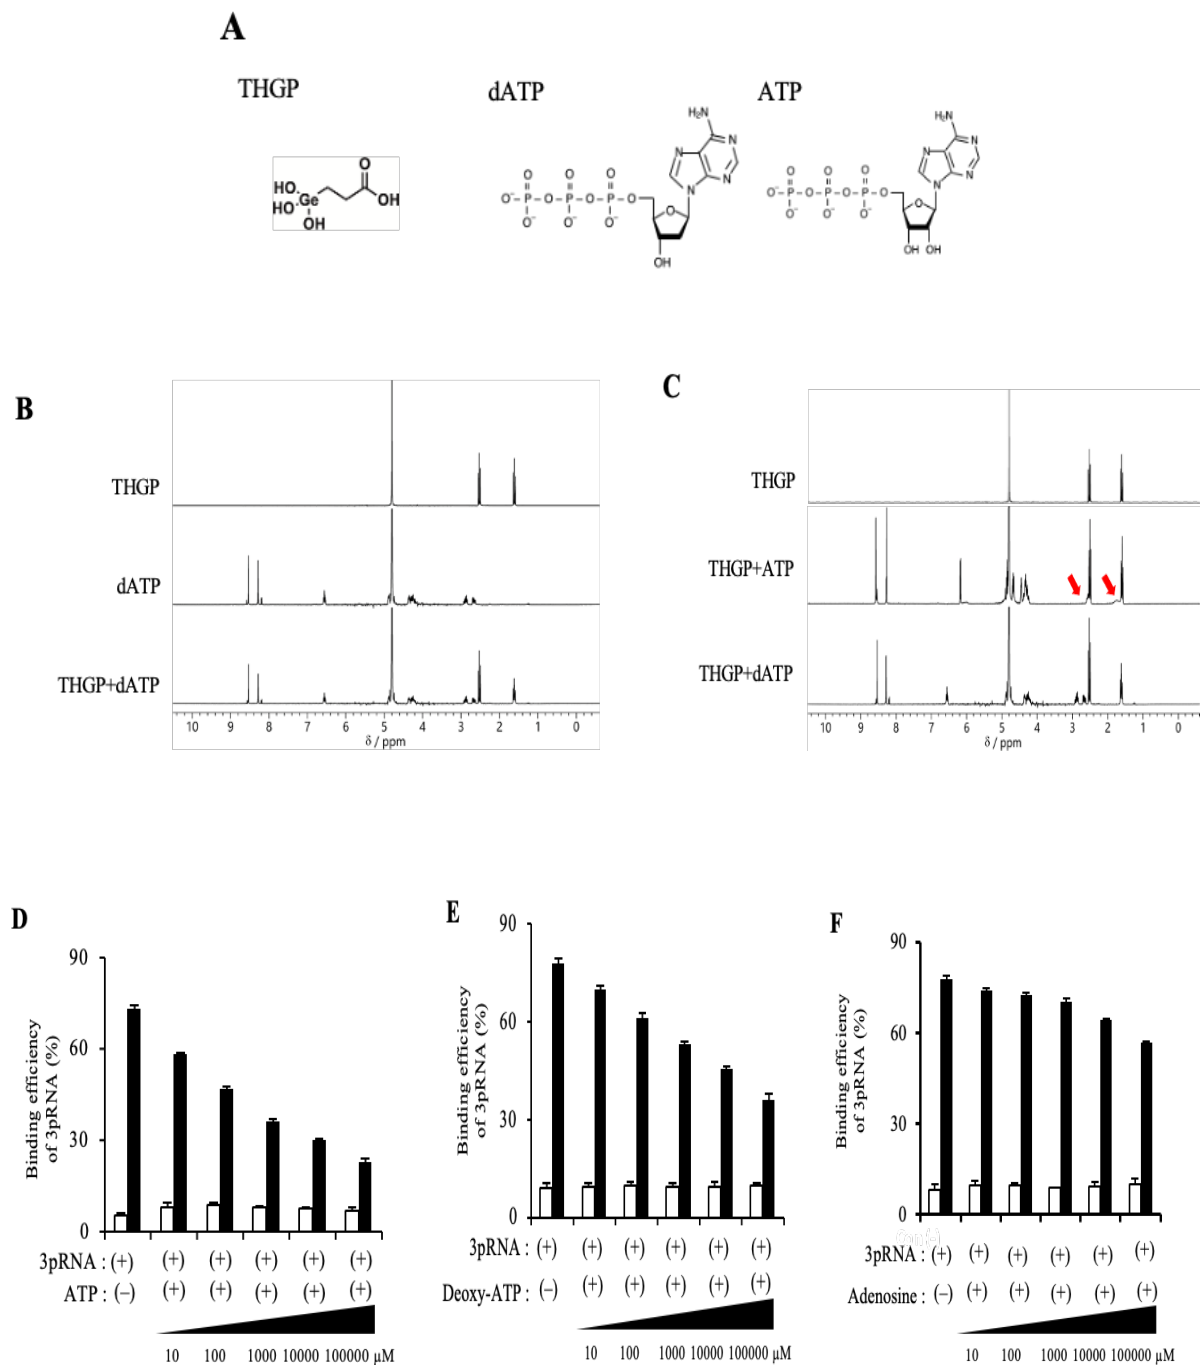 A
THGP
dATP
ATP
HO
HO
Ge
OH
O
OH
NH₂
H₂N
O⁻
P
O
N
OH
OH OH
B
THGP
dATP
THGP+dATP
10 9 8 7 6 5 4 3 2 1 0
δ / ppm
C
THGP
THGP+ATP
THGP+dATP
10 9 8 7 6 5 4 3 2 1 0
δ / ppm
D
Binding efficiency
of 3pRNA (%)
90
60
30
0
3pRNA : (+) (+) (+) (+) (+) (+)
ATP : (–) (+) (+) (+) (+) (+)
10 100 1000 10000 100000 µM
E
Binding efficiency
of 3pRNA (%)
90
60
30
0
3pRNA : (+) (+) (+) (+) (+) (+)
Deoxy-ATP : (–) (+) (+) (+) (+) (+)
10 100 1000 10000 100000 µM
F
Binding efficiency
of 3pRNA (%)
90
60
30
0
3pRNA : (+) (+) (+) (+) (+) (+)
Adenosine : (–) (+) (+) (+) (+) (+)
10 100 1000 10000 100000 µM